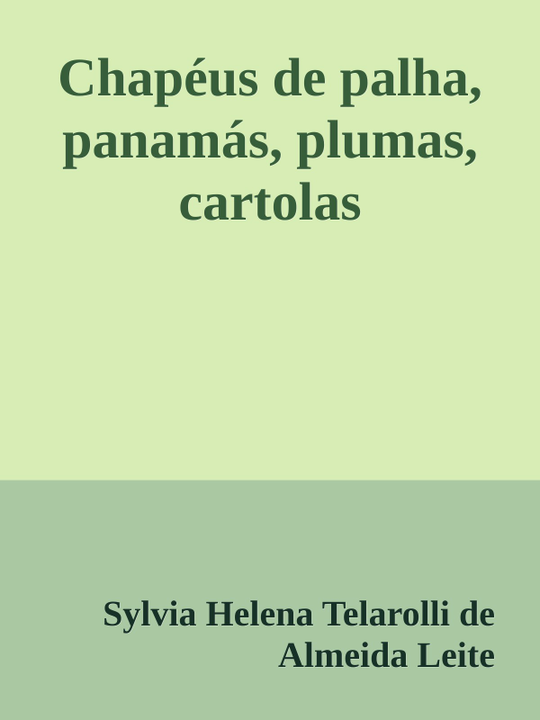 Chapéus de palha,
panamás, plumas,
cartolas
Sylvia Helena Telarolli de
Almeida Leite